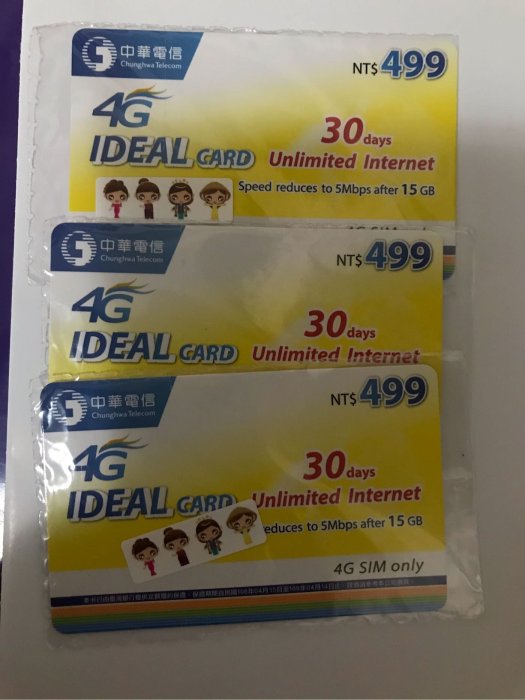 中華電信
Chunghwa Telecom
NT$499
4G
IDEAL CARD
30days
Unlimited Internet
Speed reduces to 5Mbps after 15 GB
中華電信
Chunghwa Telecom
NT$499
4G
IDEAL CARD
30days
Unlimited Internet
中華電信
Chunghwa Telecom
NT$499
4G
IDEAL CARD
30days
Unlimited Internet
educes to 5Mbps after 15 GB
4G SIM only